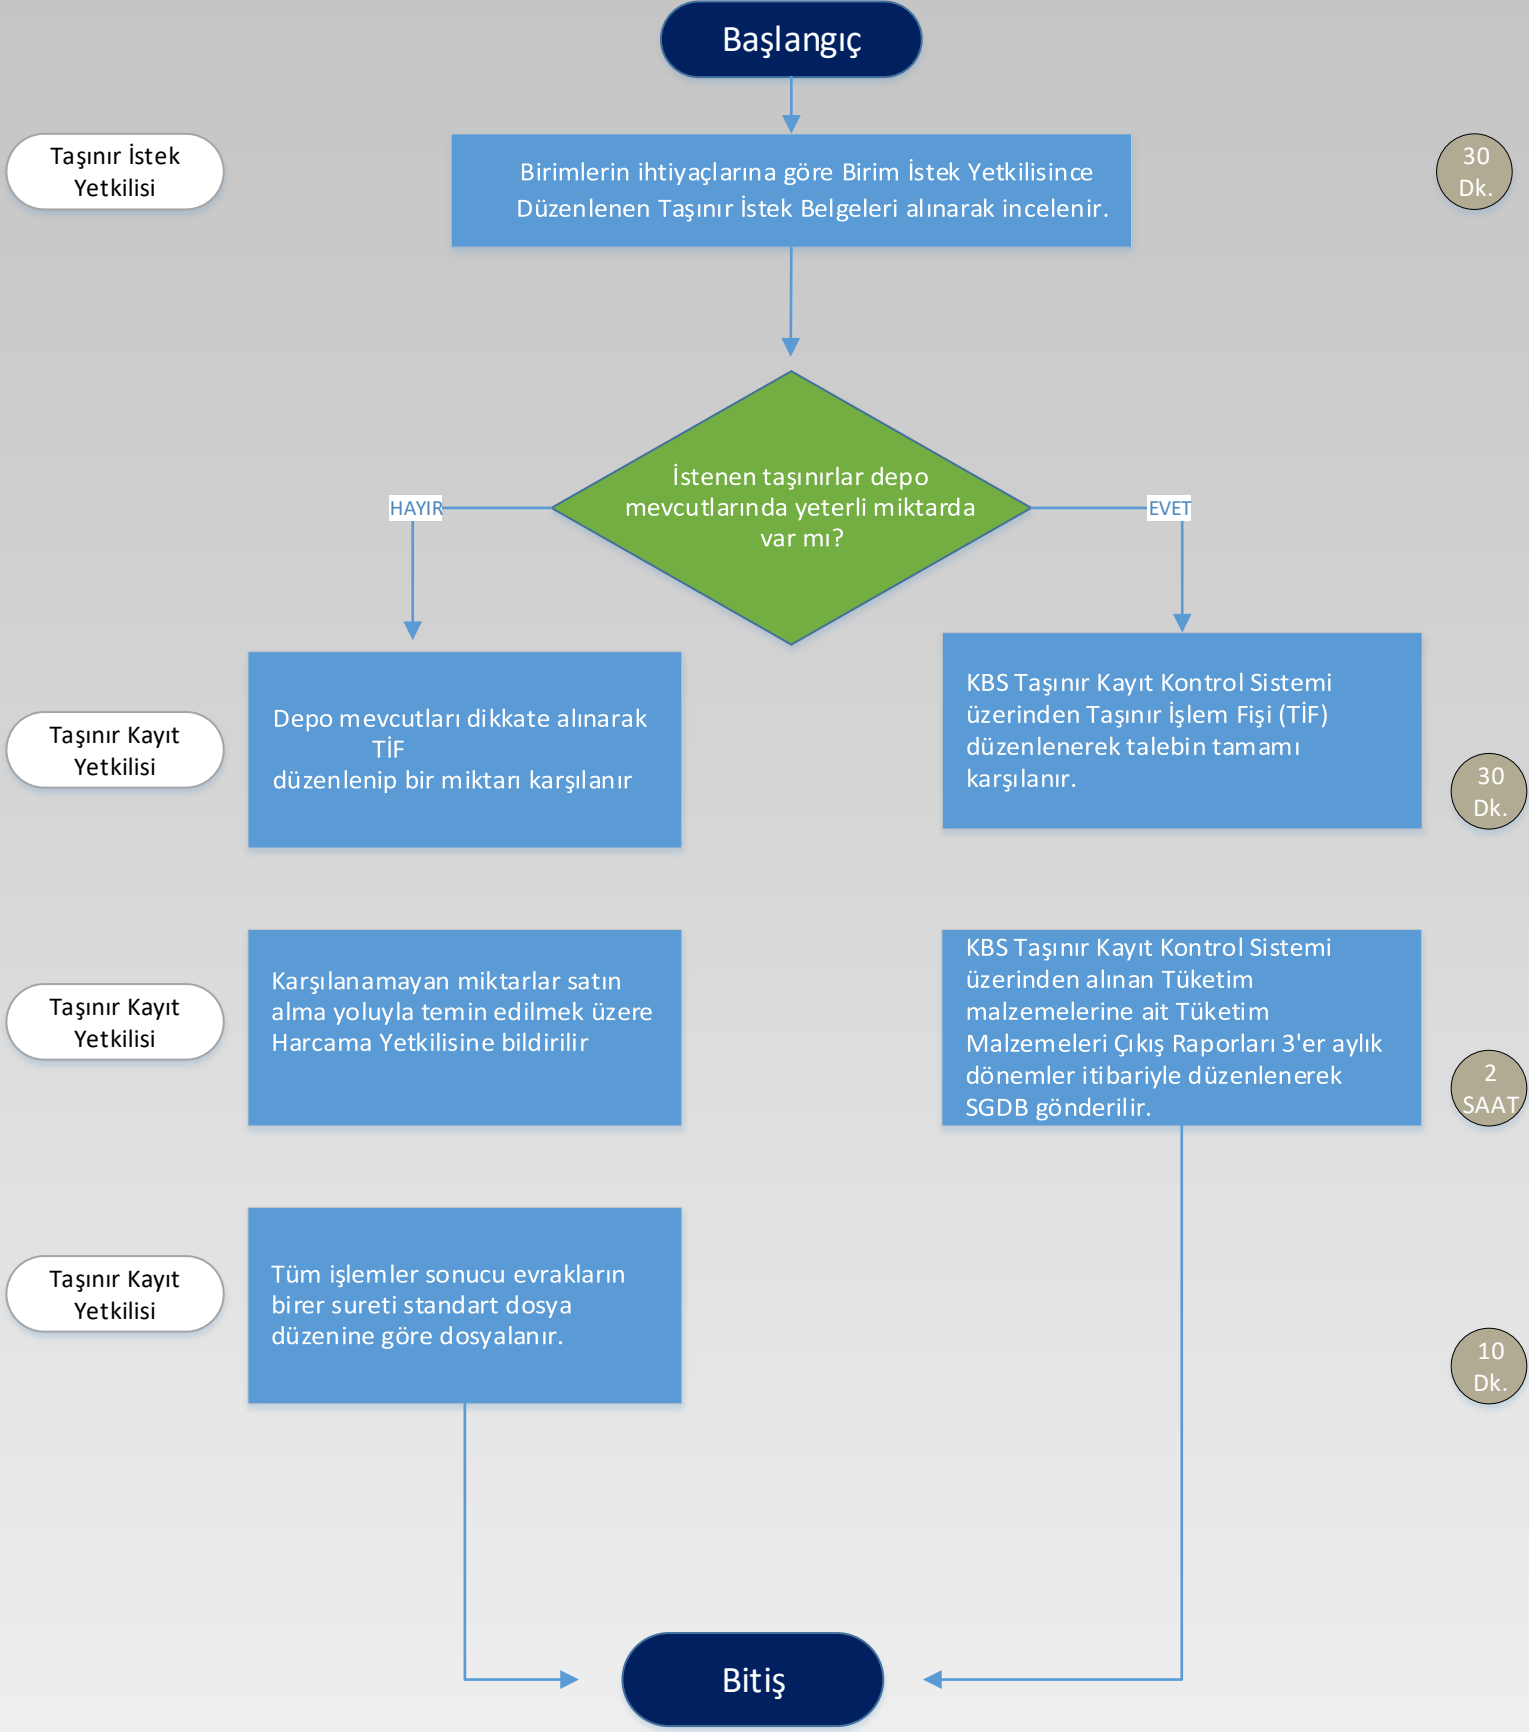 Başlangıç
Taşınır İstek
Yetkilisi
Birimlerin ihtiyaçlarına göre Birim İstek Yetkilisince
Düzenlenen Taşınır İstek Belgeleri alınarak incelenir.
30
Dk.
İstenen taşınırlar depo
mevcutlarında yeterli miktarda
var mı?
HAYIR
EVET
Taşınır Kayıt
Yetkilisi
Depo mevcutları dikkate alınarak
TİF
düzenlenip bir miktarı karşılanır
KBS Taşınır Kayıt Kontrol Sistemi
üzerinden Taşınır İşlem Fişi (TİF)
düzenlenerek talebin tamamı
karşılanır.
30
Dk.
Taşınır Kayıt
Yetkilisi
Karşılanamayan miktarlar satın
alma yoluyla temin edilmek üzere
Harcama Yetkilisine bildirilir
KBS Taşınır Kayıt Kontrol Sistemi
üzerinden alınan Tüketim
malzemelerine ait Tüketim
Malzemeleri Çıkış Raporları 3'er aylık
dönemler itibariyle düzenlenerek
SGDB gönderilir.
2
SAAT
Taşınır Kayıt
Yetkilisi
Tüm işlemler sonucu evrakların
birer sureti standart dosya
düzenine göre dosyalanır.
10
Dk.
Bitiş